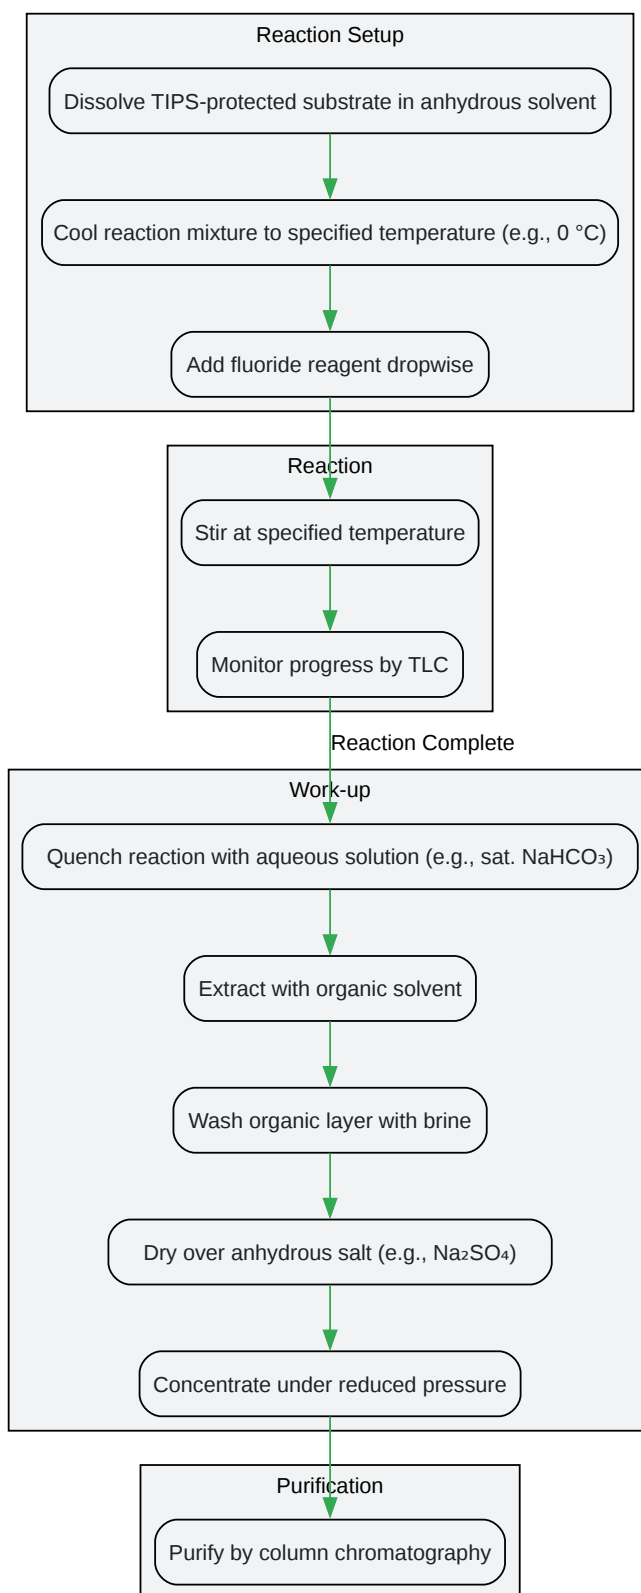 Reaction Setup
Dissolve TIPS-protected substrate in anhydrous solvent
Cool reaction mixture to specified temperature (e.g., 0 °C)
Add fluoride reagent dropwise
Reaction
Stir at specified temperature
Monitor progress by TLC
Reaction Complete
Work-up
Quench reaction with aqueous solution (e.g., sat. NaHCO₃)
Extract with organic solvent
Wash organic layer with brine
Dry over anhydrous salt (e.g., Na₂SO₄)
Concentrate under reduced pressure
Purification
Purify by column chromatography